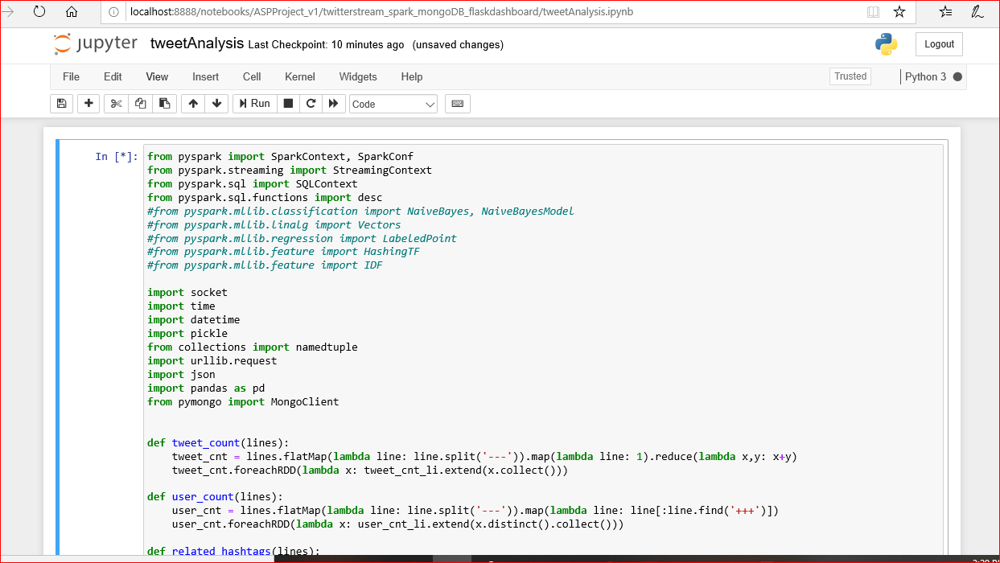 localhost:8888/notebooks/ASPProject_v1/twitterstream_spark_mongoDB_flaskdashboard/tweetAnalysis.ipynb
jupyter tweetAnalysis Last Checkpoint: 10 minutes ago (unsaved changes)
Logout
File Edit View Insert Cell Kernel Widgets Help
Trusted
Python 3
Run
Code
In [*]:
from pyspark import SparkContext, SparkConf
from pyspark.streaming import StreamingContext
from pyspark.sql import SQLContext
from pyspark.sql.functions import desc
#from pyspark.mllib.classification import NaiveBayes, NaiveBayesModel
#from pyspark.mllib.linalg import Vectors
#from pyspark.mllib.regression import LabeledPoint
#from pyspark.mllib.feature import HashingTF
#from pyspark.mllib.feature import IDF
import socket
import time
import datetime
import pickle
from collections import namedtuple
import urllib.request
import json
import pandas as pd
from pymongo import MongoClient
def tweet_count(lines):
    tweet_cnt = lines.flatMap(lambda line: line.split('---')).map(lambda line: 1).reduce(lambda x,y: x+y)
    tweet_cnt.foreachRDD(lambda x: tweet_cnt_li.extend(x.collect()))
def user_count(lines):
    user_cnt = lines.flatMap(lambda line: line.split('---')).map(lambda line: line[:line.find('+++')])
    user_cnt.foreachRDD(lambda x: user_cnt_li.extend(x.distinct().collect()))
def related_hashtags(lines):